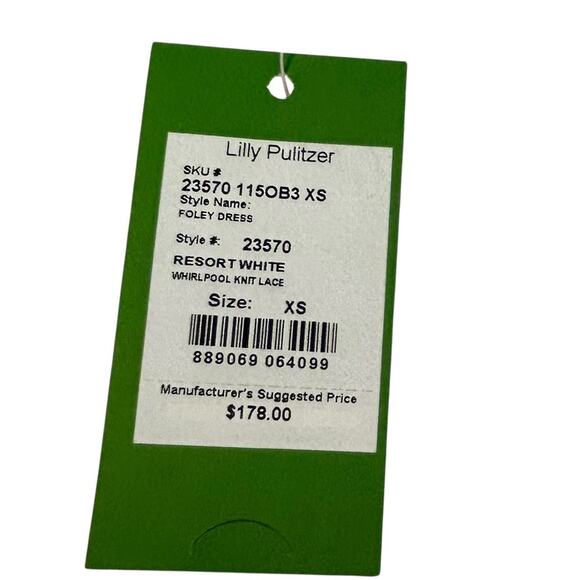 Lilly Pulitzer
SKU #
23570 115OB3 XS
Style Name:
FOLEY DRESS
Style #: 23570
RESORT WHITE
WHIRLPOOL KNIT LACE
Size: XS
889069 064099
Manufacturer's Suggested Price
$178.00